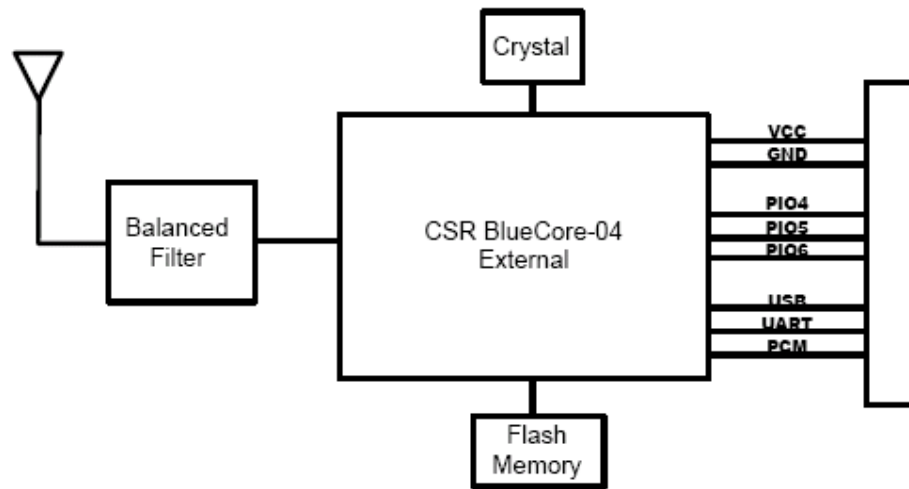 Crystal
VCC
GND
PIO4
Balanced
Filter
CSR BlueCore-04
External
PIO5
PIO6
USB
UART
PCM
Flash
Memory